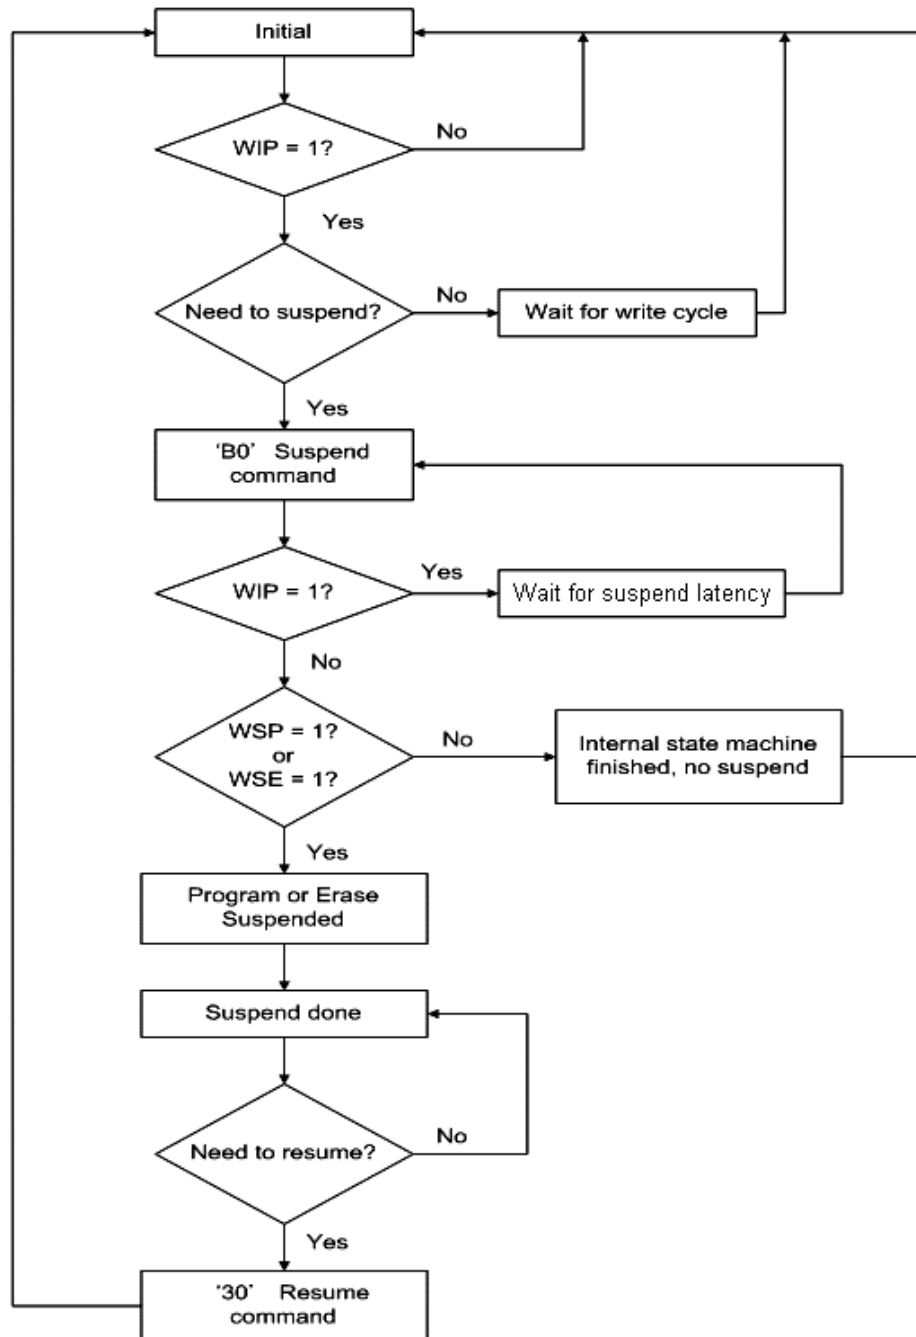 Initial
WIP = 1?
No
Yes
Need to suspend?
No
Wait for write cycle
Yes
'B0' Suspend
command
WIP = 1?
Yes
Wait for suspend latency
No
WSP = 1?
or
WSE = 1?
No
Internal state machine
finished, no suspend
Yes
Program or Erase
Suspended
Suspend done
Need to resume?
No
Yes
'30' Resume
command